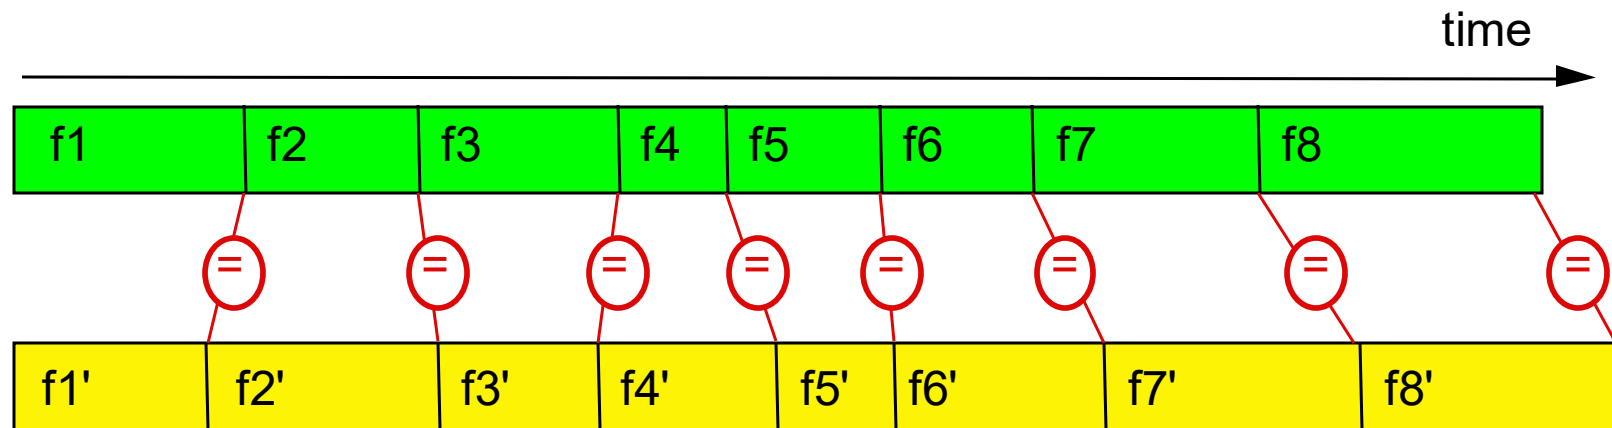 time
f1 f2 f3 f4 f5 f6 f7 f8
= = = = = = = =
f1' f2' f3' f4' f5' f6' f7' f8'